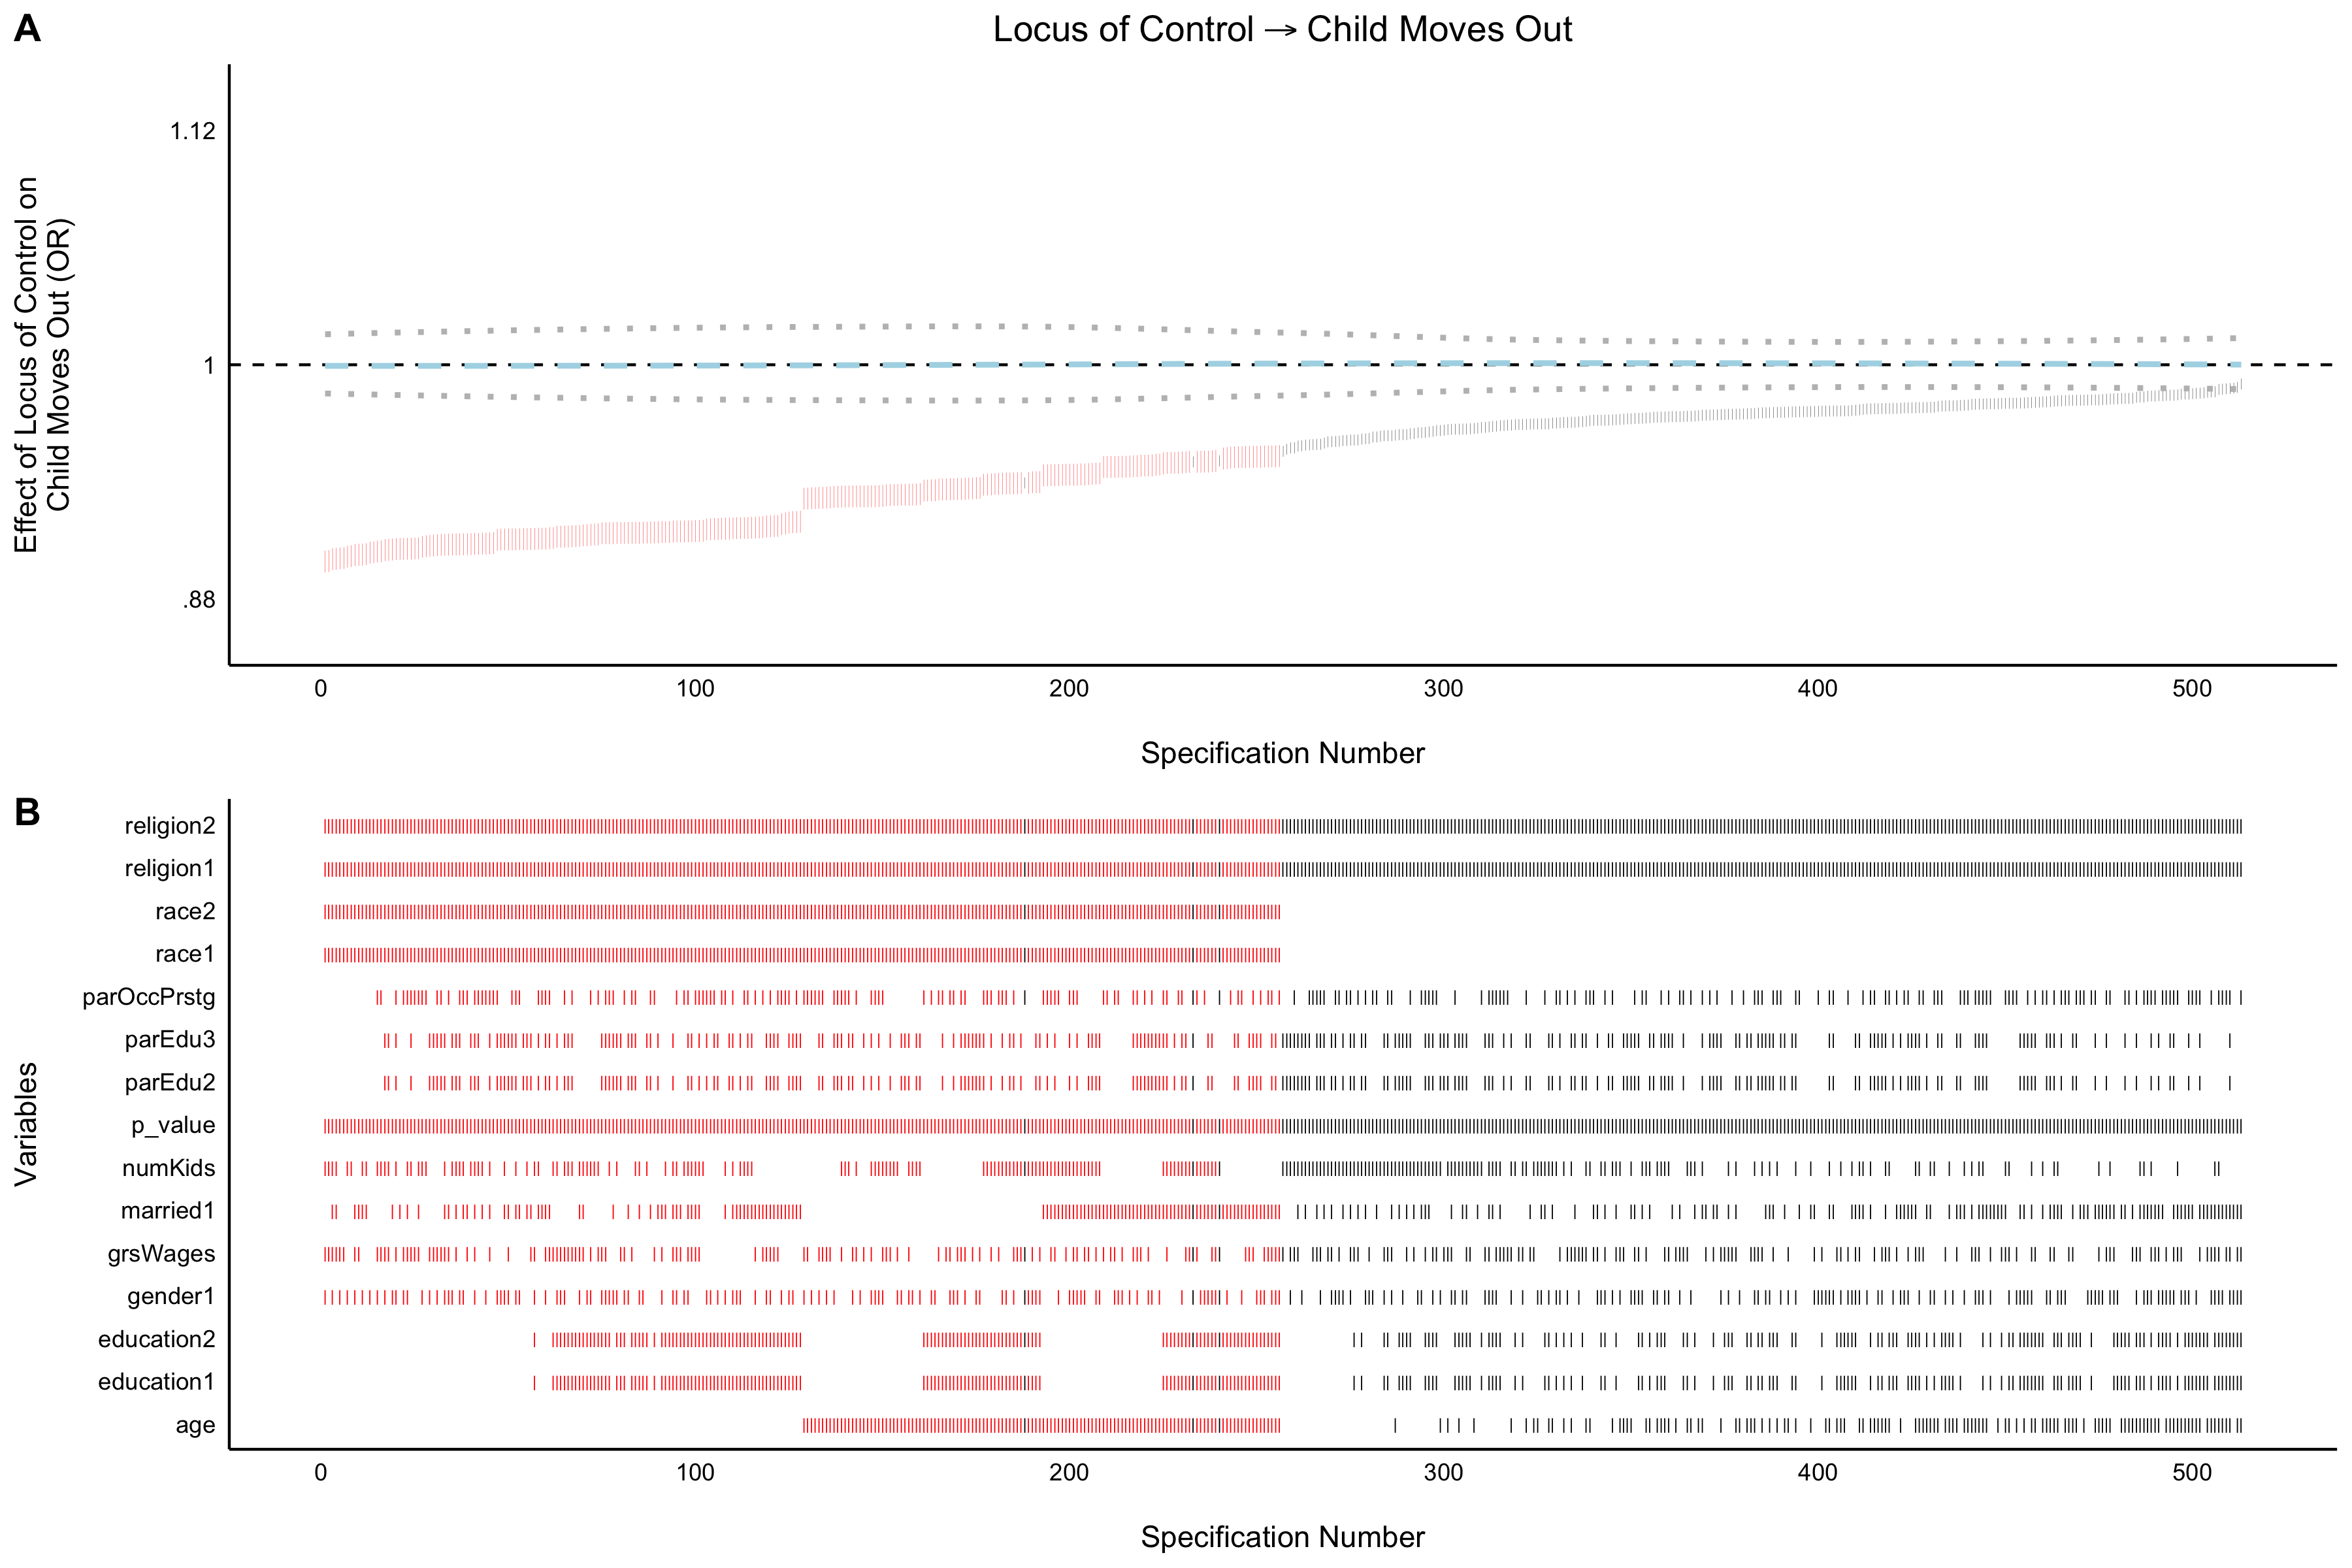 A
Locus of Control → Child Moves Out
Effect of Locus of Control on
Child Moves Out (OR)
1.12
1
.88
0 100 200 300 400 500
Specification Number
B
Variables
religion2
religion1
race2
race1
parOccPrstg
parEdu3
parEdu2
p_value
numKids
married1
grsWages
gender1
education2
education1
age
0 100 200 300 400 500
Specification Number